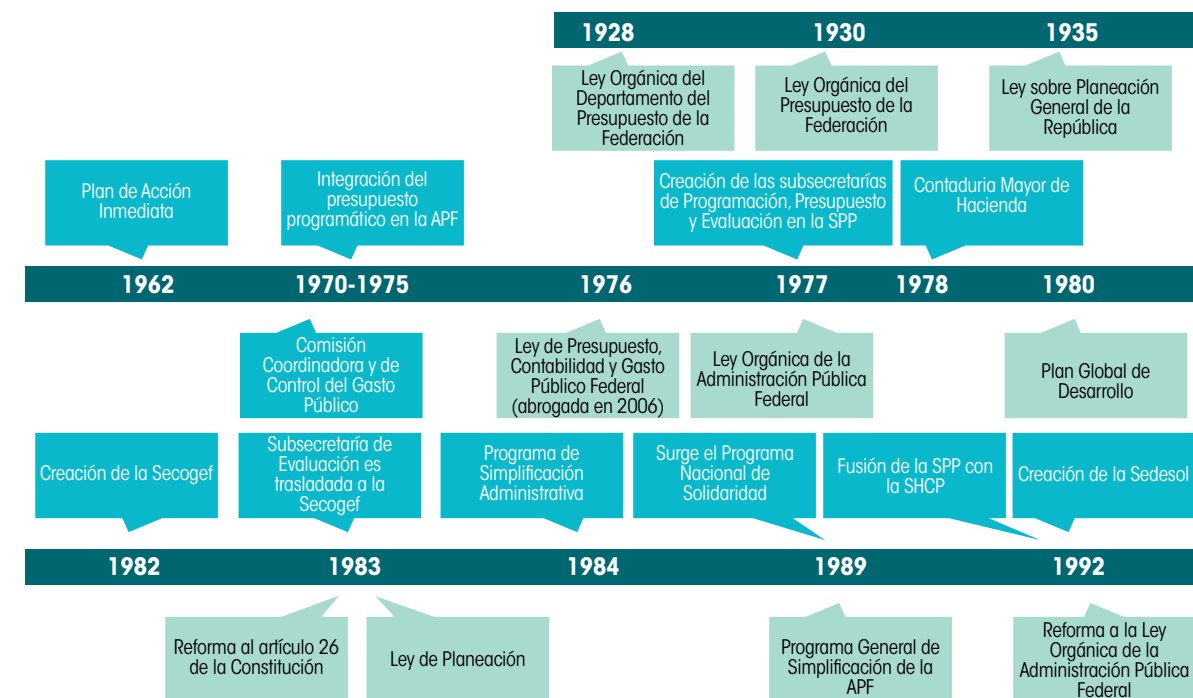 1928 1930 1935
Ley Orgánica del
Departamento del
Presupuesto de la
Federación
Ley Orgánica del
Presupuesto de la
Federación
Ley sobre Planeación
General de la
República
Plan de Acción
Inmediata
Integración del
presupuesto
programático en la APF
Creación de las subsecretarías
de Programación, Presupuesto
y Evaluación en la SPP
Contaduria Mayor de
Hacienda
1962 1970-1975 1976 1977 1978 1980
Comisión
Coordinadora y de
Control del Gasto
Público
Ley de Presupuesto,
Contabilidad y Gasto
Público Federal
(abrogada en 2006)
Ley Orgánica de la
Administración Pública
Federal
Plan Global de
Desarrollo
Creación de la Secogef
Subsecretaría de
Evaluación es
trasladada a la
Secogef
Programa de
Simplificación
Administrativa
Surge el Programa
Nacional de
Solidaridad
Fusión de la SPP con
la SHCP
Creación de la Sedesol
1982 1983 1984 1989 1992
Reforma al artículo 26
de la Constitución
Ley de Planeación
Programa General de
Simplificación de la
APF
Reforma a la Ley
Orgánica de la
Administración Pública
Federal